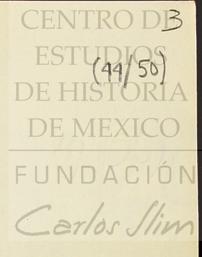 CENTRO DE
3
ESTUDIOS
(44/50)
DE HISTORIA
DE MEXICO
FUNDACIÓN
Carlos Slim